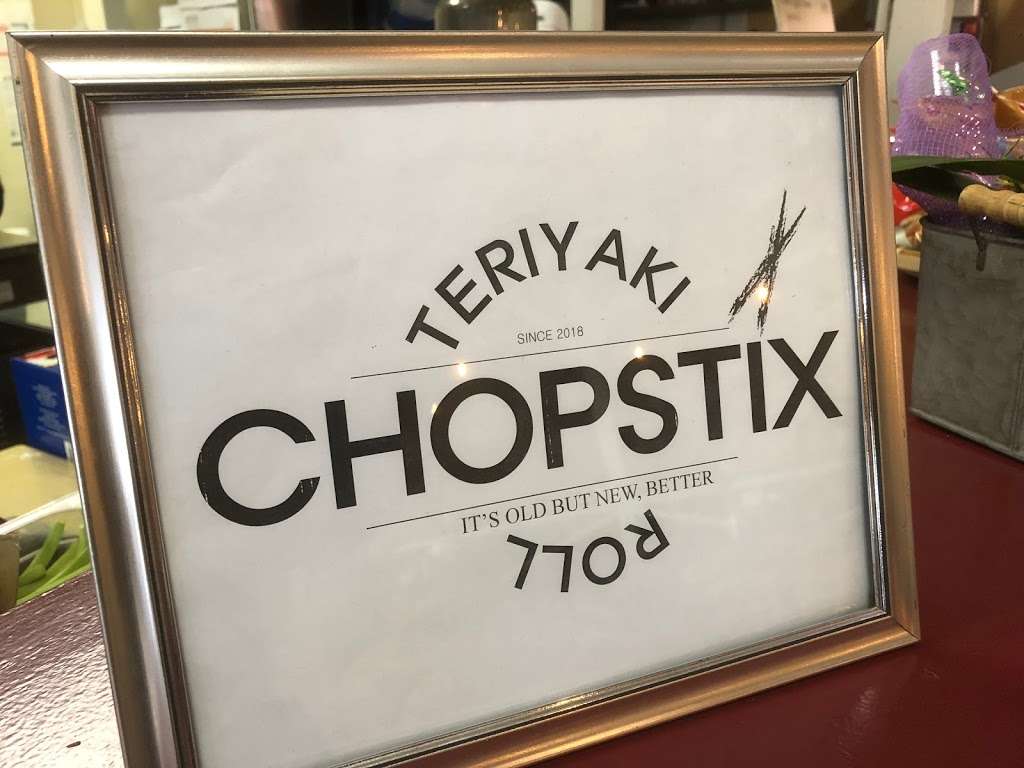 TERIYAKI
SINCE 2018
CHOPSTIX
IT'S OLD BUT NEW, BETTER
ROLL